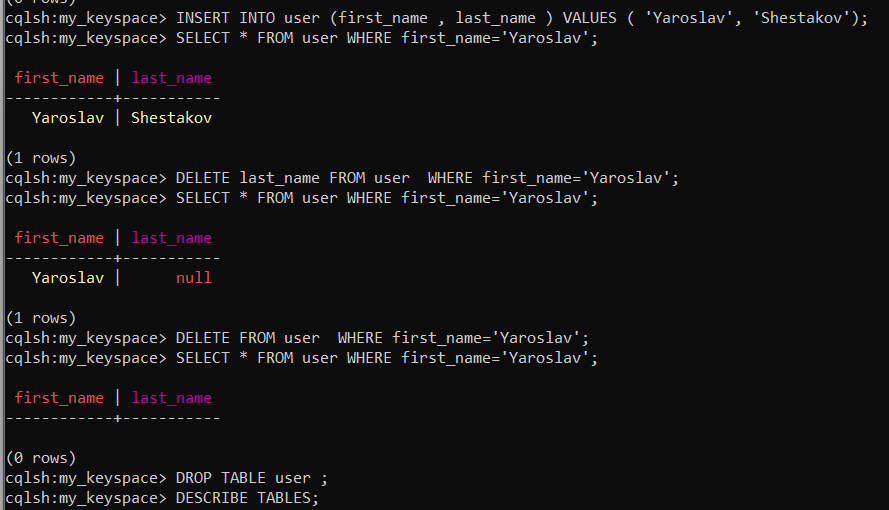 (0 rows)
cqlsh:my_keyspace> INSERT INTO user (first_name , last_name ) VALUES ( 'Yaroslav', 'Shestakov');
cqlsh:my_keyspace> SELECT * FROM user WHERE first_name='Yaroslav';
first_name | last_name
------------+-----------
Yaroslav | Shestakov
(1 rows)
cqlsh:my_keyspace> DELETE last_name FROM user  WHERE first_name='Yaroslav';
cqlsh:my_keyspace> SELECT * FROM user WHERE first_name='Yaroslav';
first_name | last_name
------------+-----------
Yaroslav |      null
(1 rows)
cqlsh:my_keyspace> DELETE FROM user  WHERE first_name='Yaroslav';
cqlsh:my_keyspace> SELECT * FROM user WHERE first_name='Yaroslav';
first_name | last_name
------------+-----------
(0 rows)
cqlsh:my_keyspace> DROP TABLE user ;
cqlsh:my_keyspace> DESCRIBE TABLES;